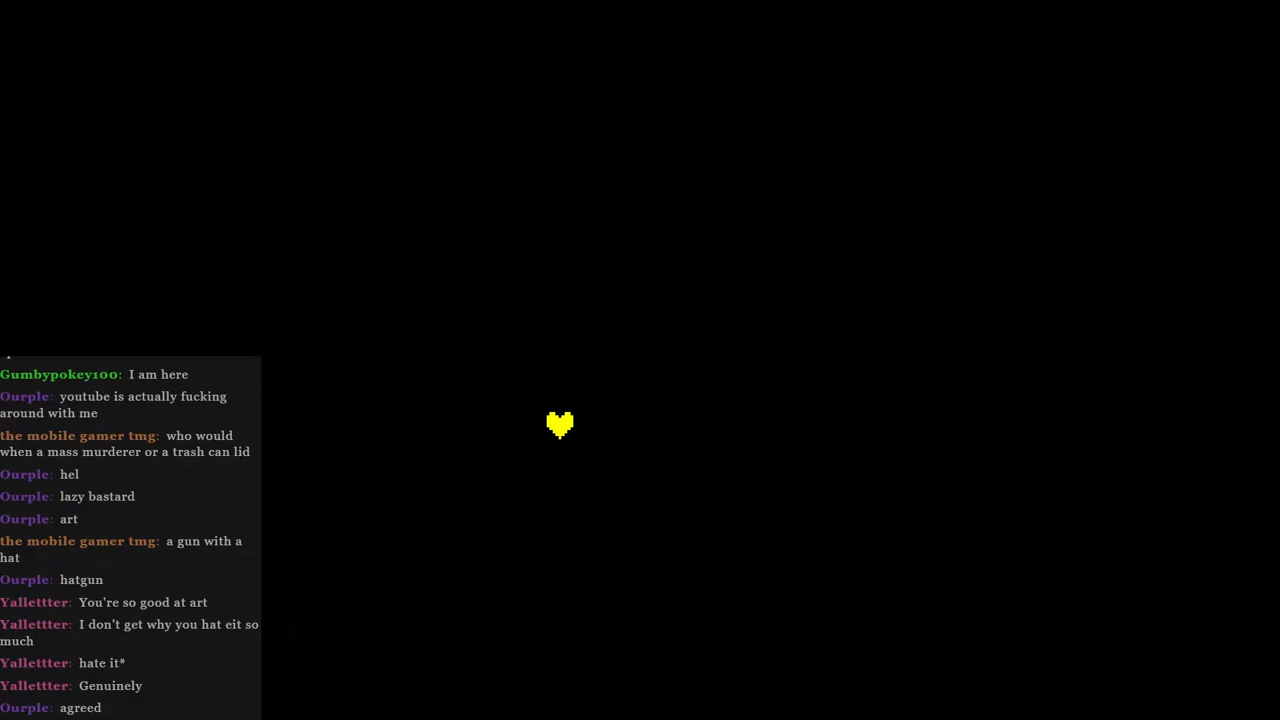 Gumbypokey100: I am here
Ourple: youtube is actually fucking
around with me
the mobile gamer tmg: who would
when a mass murderer or a trash can lid
Ourple: hel
Ourple: lazy bastard
Ourple: art
the mobile gamer tmg: a gun with a
hat
Ourple: hatgun
Yallettter: You're so good at art
Yallettter: I don't get why you hat eit so
much
Yallettter: hate it*
Yallettter: Genuinely
Ourple: agreed